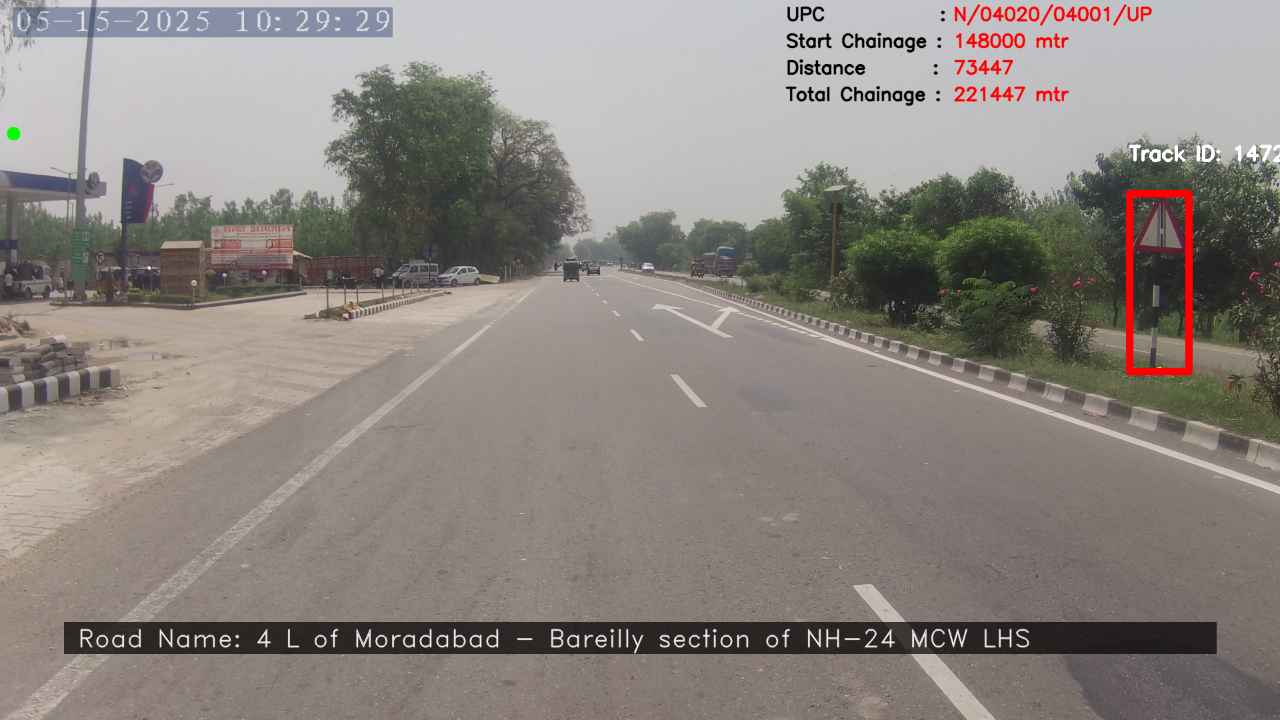 05-15-2025 10:29:29
UPC : N/04020/04001/UP
Start Chainage : 148000 mtr
Distance : 73447
Total Chainage : 221447 mtr
Track ID: 1472
Road Name: 4 L of Moradabad - Bareilly section of NH-24 MCW LHS